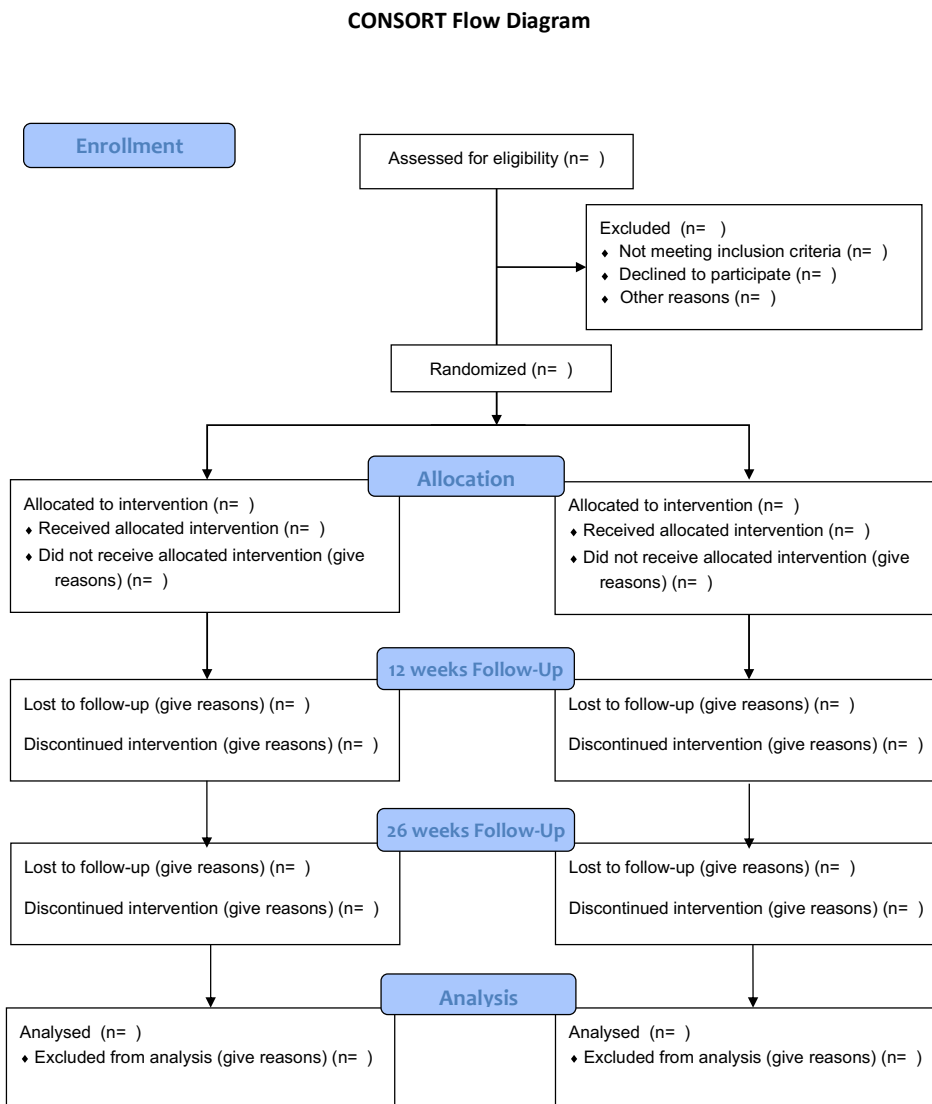 CONSORT Flow Diagram
Enrollment
Assessed for eligibility (n=  )
Excluded  (n=   )
♦ Not meeting inclusion criteria (n=  )
♦ Declined to participate (n=  )
♦ Other reasons (n=  )
Randomized (n=  )
Allocation
Allocated to intervention (n=  )
♦ Received allocated intervention (n=  )
♦ Did not receive allocated intervention (give
reasons) (n=  )
Allocated to intervention (n=  )
♦ Received allocated intervention (n=  )
♦ Did not receive allocated intervention (give
reasons) (n=  )
12 weeks Follow-Up
Lost to follow-up (give reasons) (n=  )
Discontinued intervention (give reasons) (n=  )
Lost to follow-up (give reasons) (n=  )
Discontinued intervention (give reasons) (n=  )
26 weeks Follow-Up
Lost to follow-up (give reasons) (n=  )
Discontinued intervention (give reasons) (n=  )
Lost to follow-up (give reasons) (n=  )
Discontinued intervention (give reasons) (n=  )
Analysis
Analysed  (n=  )
♦ Excluded from analysis (give reasons) (n=  )
Analysed  (n=  )
♦ Excluded from analysis (give reasons) (n=  )